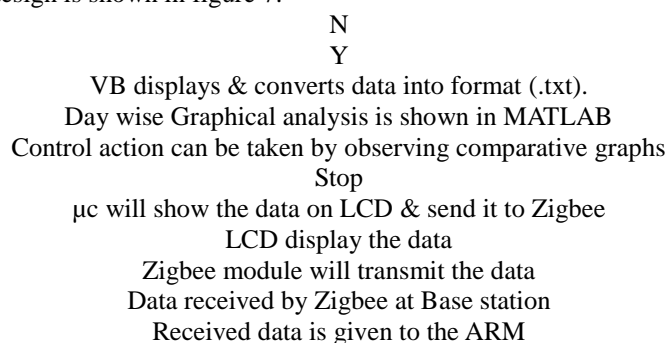 design is shown in figure 7.
N
Y
VB displays & converts data into format (.txt).
Day wise Graphical analysis is shown in MATLAB
Control action can be taken by observing comparative graphs
Stop
µc will show the data on LCD & send it to Zigbee
LCD display the data
Zigbee module will transmit the data
Data received by Zigbee at Base station
Received data is given to the ARM